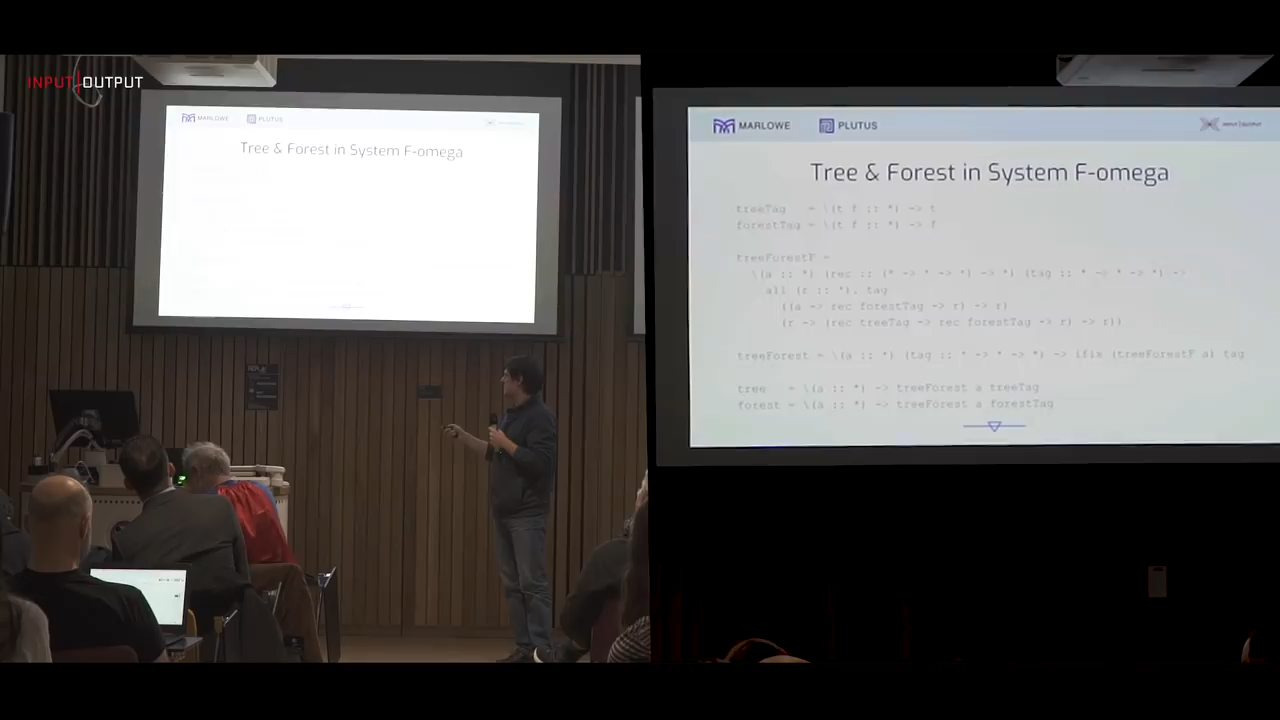 INPUT|OUTPUT
MARLOWE PLUTUS
Tree & Forest in System F-omega
MARLOWE PLUTUS INPUT|OUTPUT
Tree & Forest in System F-omega
treeTag = \(t f :: *) -> t
forestTag = \(t f :: *) -> f
treeForestF =
\(a :: *) (rec :: (* -> * -> *) -> *) (tag :: * -> * -> *) ->
all (r :: *). tag
((a -> rec forestTag -> r) -> r)
(r -> (rec treeTag -> rec forestTag -> r) -> r))
treeForest = \(a :: *) (tag :: * -> * -> *) -> ifix (treeForestF a) tag
tree = \(a :: *) -> treeForest a treeTag
forest = \(a :: *) -> treeForest a forestTag